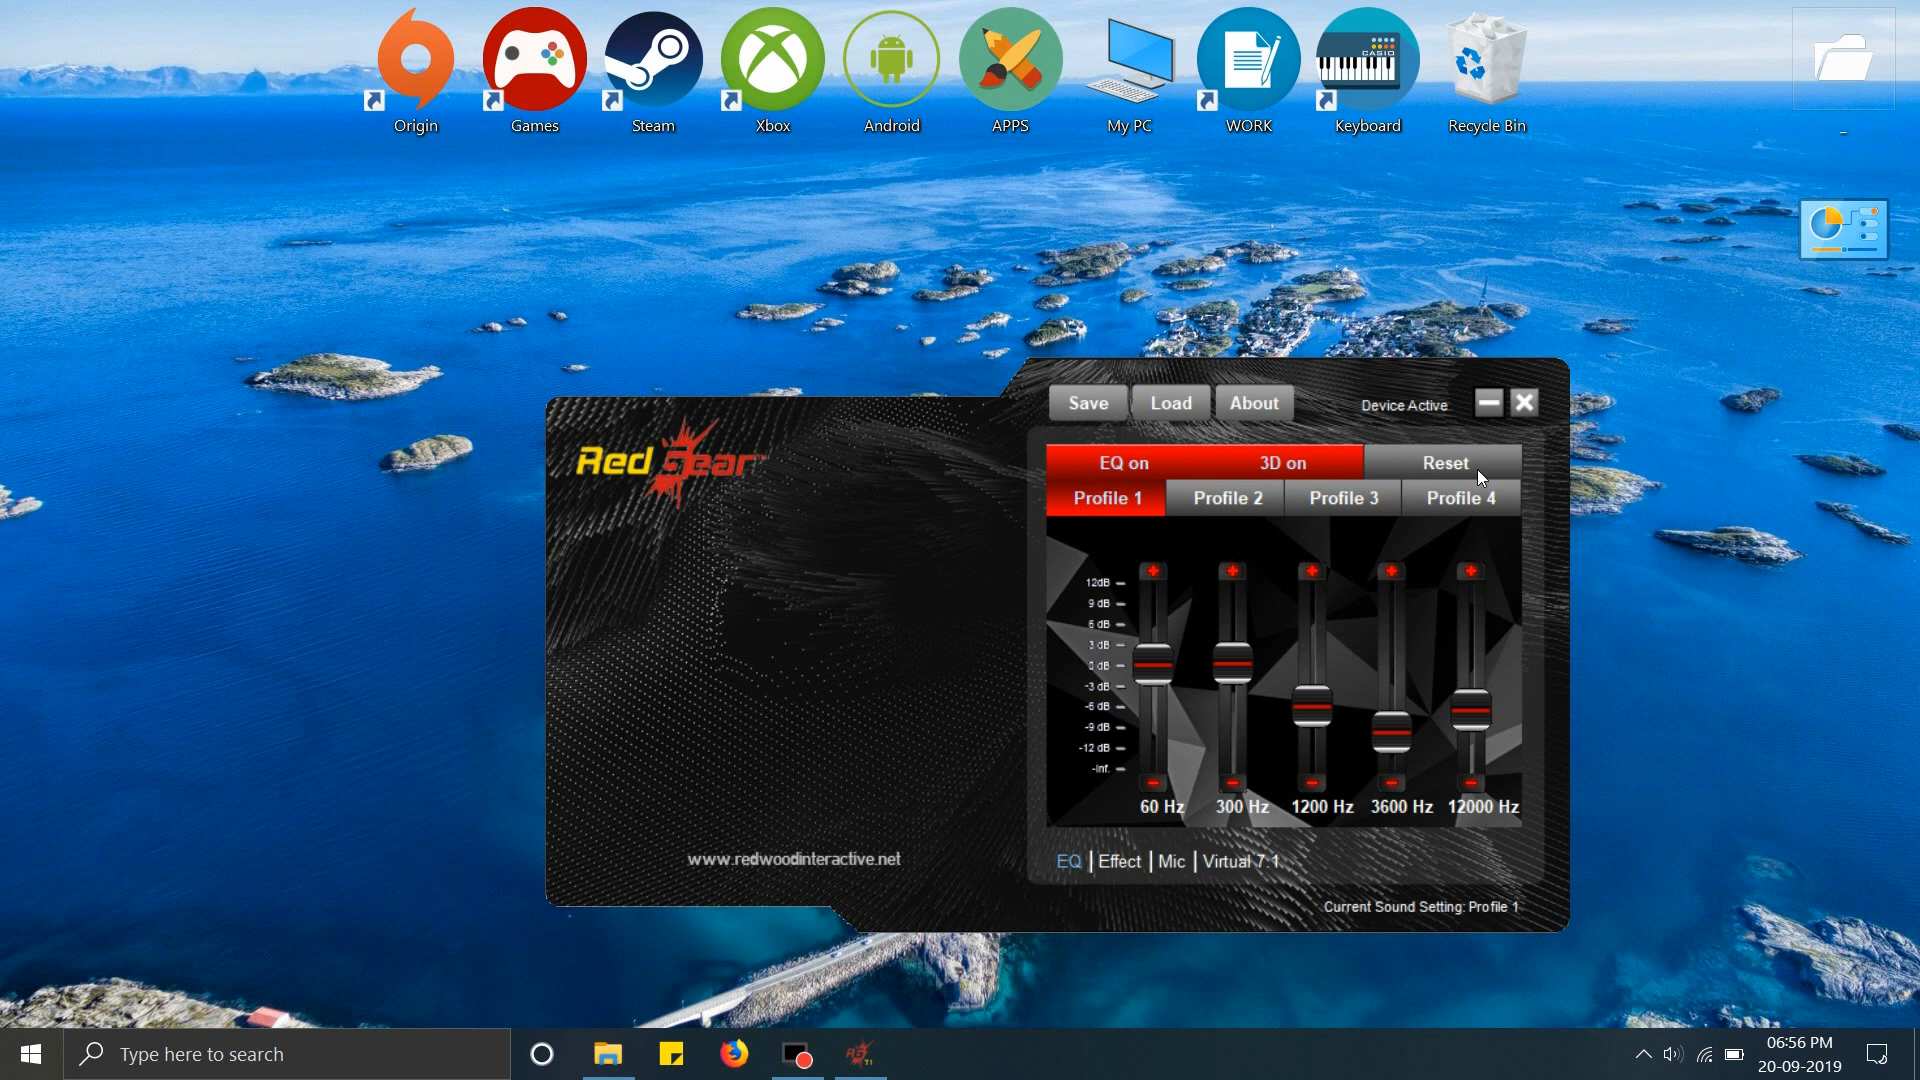 Origin
Games
Steam
Xbox
Android
APPS
My PC
WORK
CASIO
Keyboard
Recycle Bin
_
Save
Load
About
Device Active
Red Gear
EQ on
3D on
Reset
Profile 1
Profile 2
Profile 3
Profile 4
12dB
9 dB
6 dB
3 dB
0 dB
-3 dB
-6 dB
-9 dB
-12 dB
-Inf.
60 Hz
300 Hz
1200 Hz
3600 Hz
12000 Hz
www.redwoodinteractive.net
EQ | Effect | Mic | Virtual 7.1
Current Sound Setting: Profile 1
Type here to search
RG 7.1
06:56 PM
20-09-2019